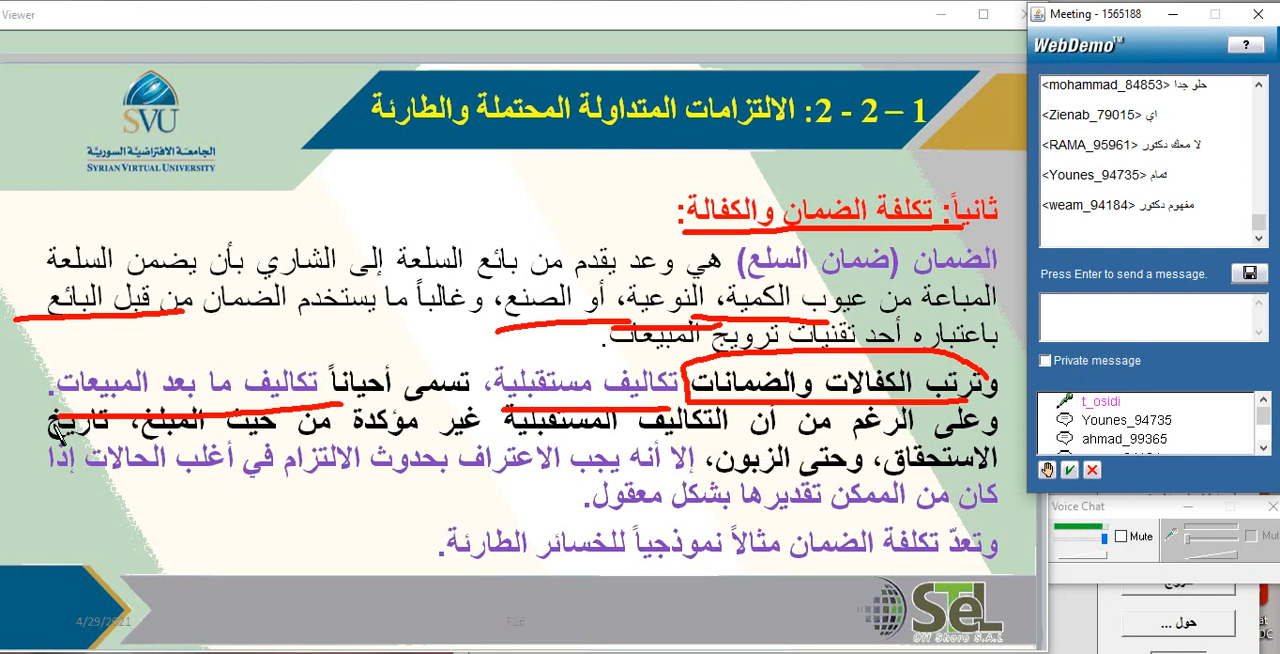 Viewer
1 – 2 - 2: الالتزامات المتداولة المحتملة والطارئة
SVU
الجامعة الافتراضية السورية
SYRIAN VIRTUAL UNIVERSITY
ثانياً: تكلفة الضمان والكفالة:
الضمان (ضمان السلع) هي وعد يقدم من بائع السلعة إلى الشاري بأن يضمن السلعة
المباعة من عيوب الكمية، النوعية، أو الصنع، وغالباً ما يستخدم الضمان من قبل البائع
باعتباره أحد تقنيات ترويج المبيعات.
وترتب الكفالات والضمانات تكاليف مستقبلية، تسمى أحياناً تكاليف ما بعد المبيعات.
وعلى الرغم من أن التكاليف المستقبلية غير مؤكدة من حيث المبلغ، تاريخ
الاستحقاق، وحتى الزبون، إلا أنه يجب الاعتراف بحدوث الالتزام في أغلب الحالات إذا
كان من الممكن تقديرها بشكل معقول.
وتعدّ تكلفة الضمان مثالاً نموذجياً للخسائر الطارئة.
4/29/2021
F16
STeL
Off Shore S.A.L
Meeting - 1565188
WebDemo™
?
<mohammad_84853> حلو جدا
<Zienab_79015> اي
<RAMA_95961> لا معك دكتور
<Younes_94735> تمام
<weam_94184> مفهوم دكتور
Press Enter to send a message.
Private message
t_osidi
Younes_94735
ahmad_99365
Voice Chat
Mute
Mut
حول ...